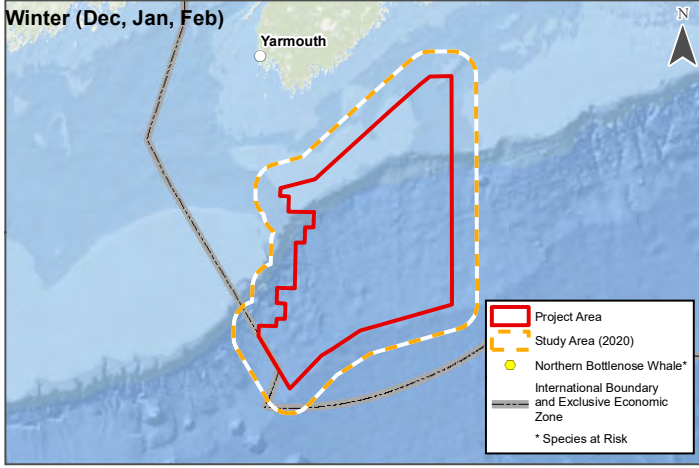 Winter (Dec, Jan, Feb)
N
Yarmouth
Project Area
Study Area (2020)
Northern Bottlenose Whale*
International Boundary
and Exclusive Economic
Zone
* Species at Risk